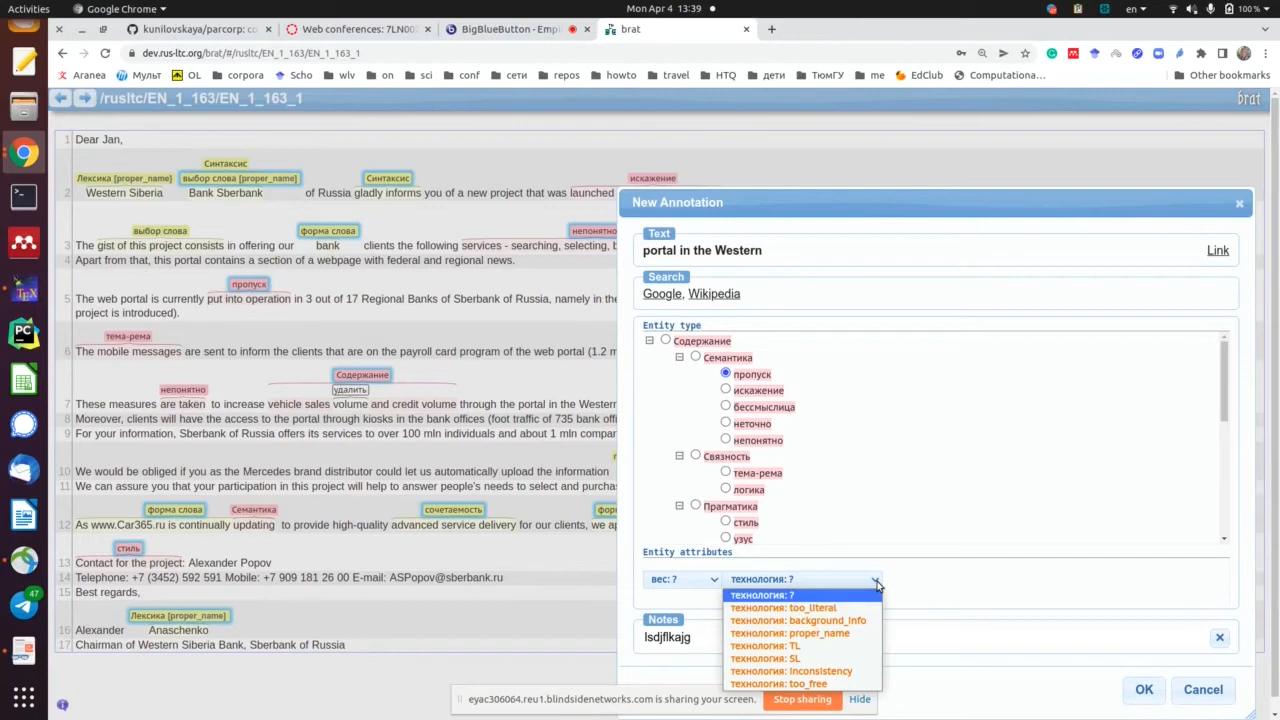 Activities Google Chrome Mon Apr 4 13:39 en 100 %
kunilovskaya/parcorp: cc Web conferences: 7LN002 BigBlueButton - Empi brat
dev.rus-ltc.org/brat/#/rusltc/EN_1_163/EN_1_163_1
Aranea Мульт OL corpora Scho wlv on sci conf сети repos howto travel HTQ дети ТюмГУ me EdClub Computationa... Other bookmarks
/rusltc/EN_1_163/EN_1_163_1 brat
1 Dear Jan,
Синтаксис
Лексика [proper_name] выбор слова [proper_name] Синтаксис искажение
2 Western Siberia Bank Sberbank of Russia gladly informs you of a new project that was launched
выбор слова форма слова непонятно
3 The gist of this project consists in offering our bank clients the following services - searching, selecting, b
4 Apart from that, this portal contains a section of a webpage with federal and regional news.
пропуск
5 The web portal is currently put into operation in 3 out of 17 Regional Banks of Sberbank of Russia, namely in the
project is introduced).
тема-рема
6 The mobile messages are sent to inform the clients that are on the payroll card program of the web portal (1.2 m
Содержание
непонятно удалить
These measures are taken to increase vehicle sales volume and credit volume through the portal in the Western
8 Moreover, clients will have the access to the portal through kiosks in the bank offices (foot traffic of 735 bank offi
9 For your information, Sberbank of Russia offers its services to over 100 mln individuals and about 1 mln compan
10 We would be obliged if you as the Mercedes brand distributor could let us automatically upload the information
11 We can assure you that your participation in this project will help to answer people's needs to select and purchas
форма слова Семантика сочетаемость фор
12 As www.Car365.ru is continually updating to provide high-quality advanced service delivery for our clients, we ap
стиль
13 Contact for the project: Alexander Popov
14 Telephone: +7 (3452) 592 591 Mobile: +7 909 181 26 00 E-mail: ASPopov@sberbank.ru
15 Best regards,
Лексика [proper_name]
16 Alexander Anaschenko
17 Chairman of Western Siberia Bank, Sberbank of Russia
New Annotation
Text
portal in the Western Link
Search
Google, Wikipedia
Entity type
Содержание
Семантика
пропуск
искажение
бессмыслица
неточно
непонятно
Связность
тема-рема
логика
Прагматика
стиль
узус
Entity attributes
вес: ? технология: ?
технология: ?
технология: too_literal
технология: background_info
технология: proper_name
технология: TL
технология: SL
технология: inconsistency
технология: too_free
Notes
lsdjflkajg
OK Cancel
eyac306064.reu1.blindsidenetworks.com is sharing your screen. Stop sharing Hide
47